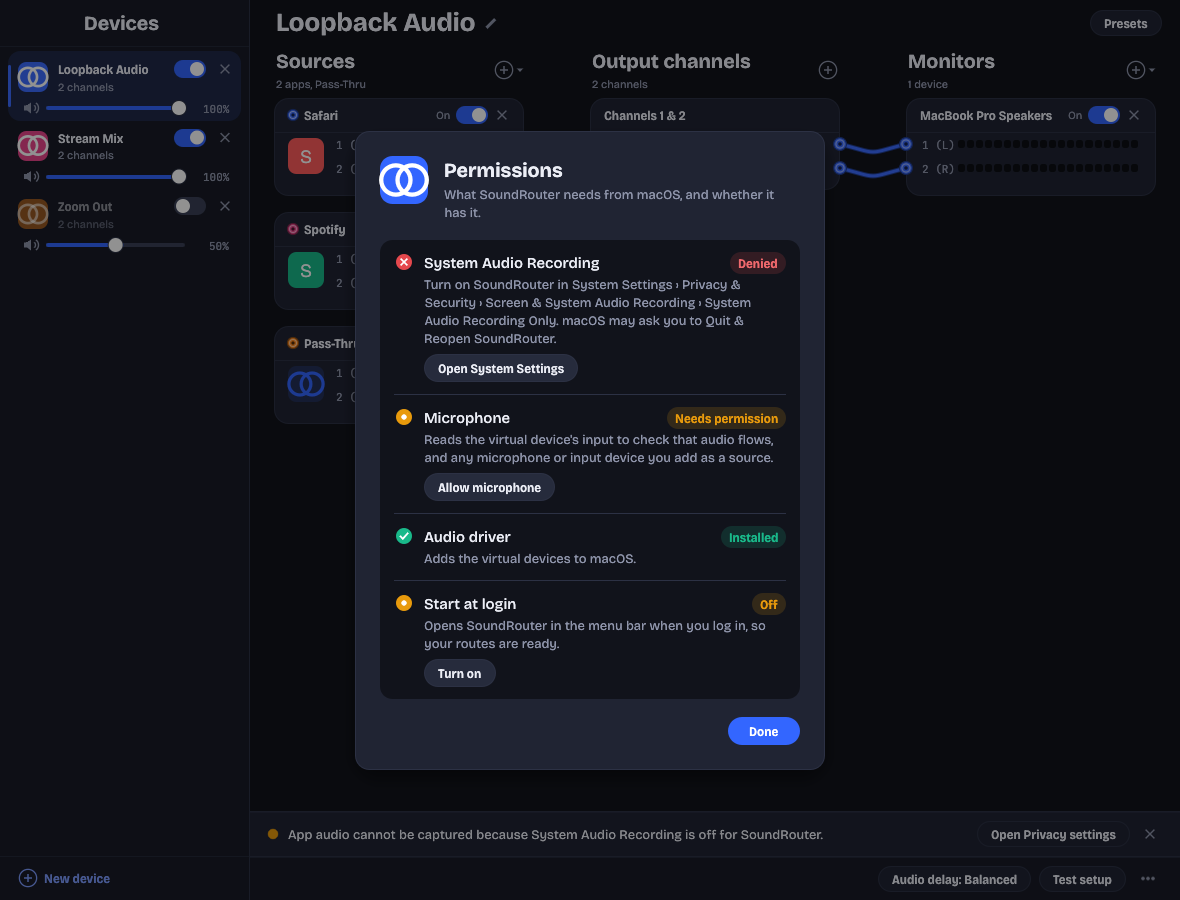 Devices
Loopback Audio
2 channels
100%
Stream Mix
2 channels
100%
Zoom Out
2 channels
50%
New device
Loopback Audio
Presets
Sources
2 apps, Pass-Thru
Output channels
2 channels
Monitors
1 device
Safari
On
S
1 (
2 (
Channels 1 & 2
MacBook Pro Speakers
On
1 (L)
2 (R)
Spotify
S
1 (
2 (
Pass-Thru
1 (
2 (
Permissions
What SoundRouter needs from macOS, and whether it
has it.
System Audio Recording
Denied
Turn on SoundRouter in System Settings › Privacy &
Security › Screen & System Audio Recording › System
Audio Recording Only. macOS may ask you to Quit &
Reopen SoundRouter.
Open System Settings
Microphone
Needs permission
Reads the virtual device's input to check that audio flows,
and any microphone or input device you add as a source.
Allow microphone
Audio driver
Installed
Adds the virtual devices to macOS.
Start at login
Off
Opens SoundRouter in the menu bar when you log in, so
your routes are ready.
Turn on
Done
App audio cannot be captured because System Audio Recording is off for SoundRouter.
Open Privacy settings
Audio delay: Balanced
Test setup